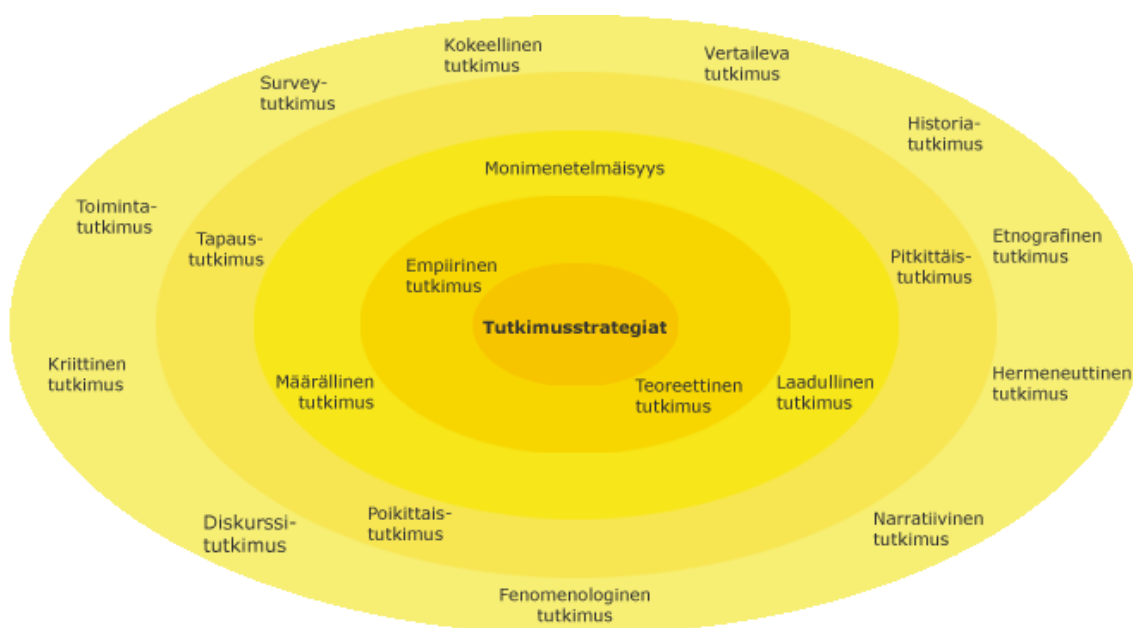 Kokeellinen
tutkimus
Vertaileva
tutkimus
Survey-
tutkimus
Historia-
tutkimus
Monimenetelmäisyys
Toiminta-
tutkimus
Tapaus-
tutkimus
Etnografinen
tutkimus
Pitkittäis-
tutkimus
Empiirinen
tutkimus
Tutkimusstrategiat
Kriittinen
tutkimus
Määrällinen
tutkimus
Teoreettinen
tutkimus
Laadullinen
tutkimus
Hermeneuttinen
tutkimus
Diskurssi-
tutkimus
Poikittais-
tutkimus
Narratiivinen
tutkimus
Fenomenologinen
tutkimus